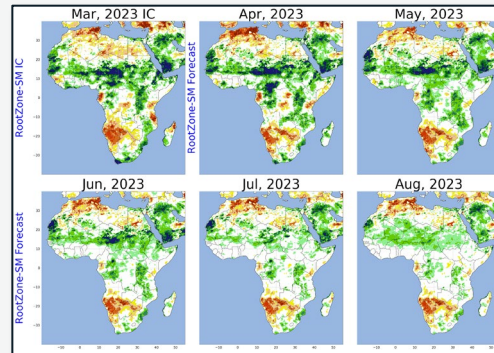 Mar, 2023 IC
Apr, 2023
May, 2023
RootZone-SM IC
RootZone-SM Forecast
Jun, 2023
Jul, 2023
Aug, 2023
RootZone-SM Forecast